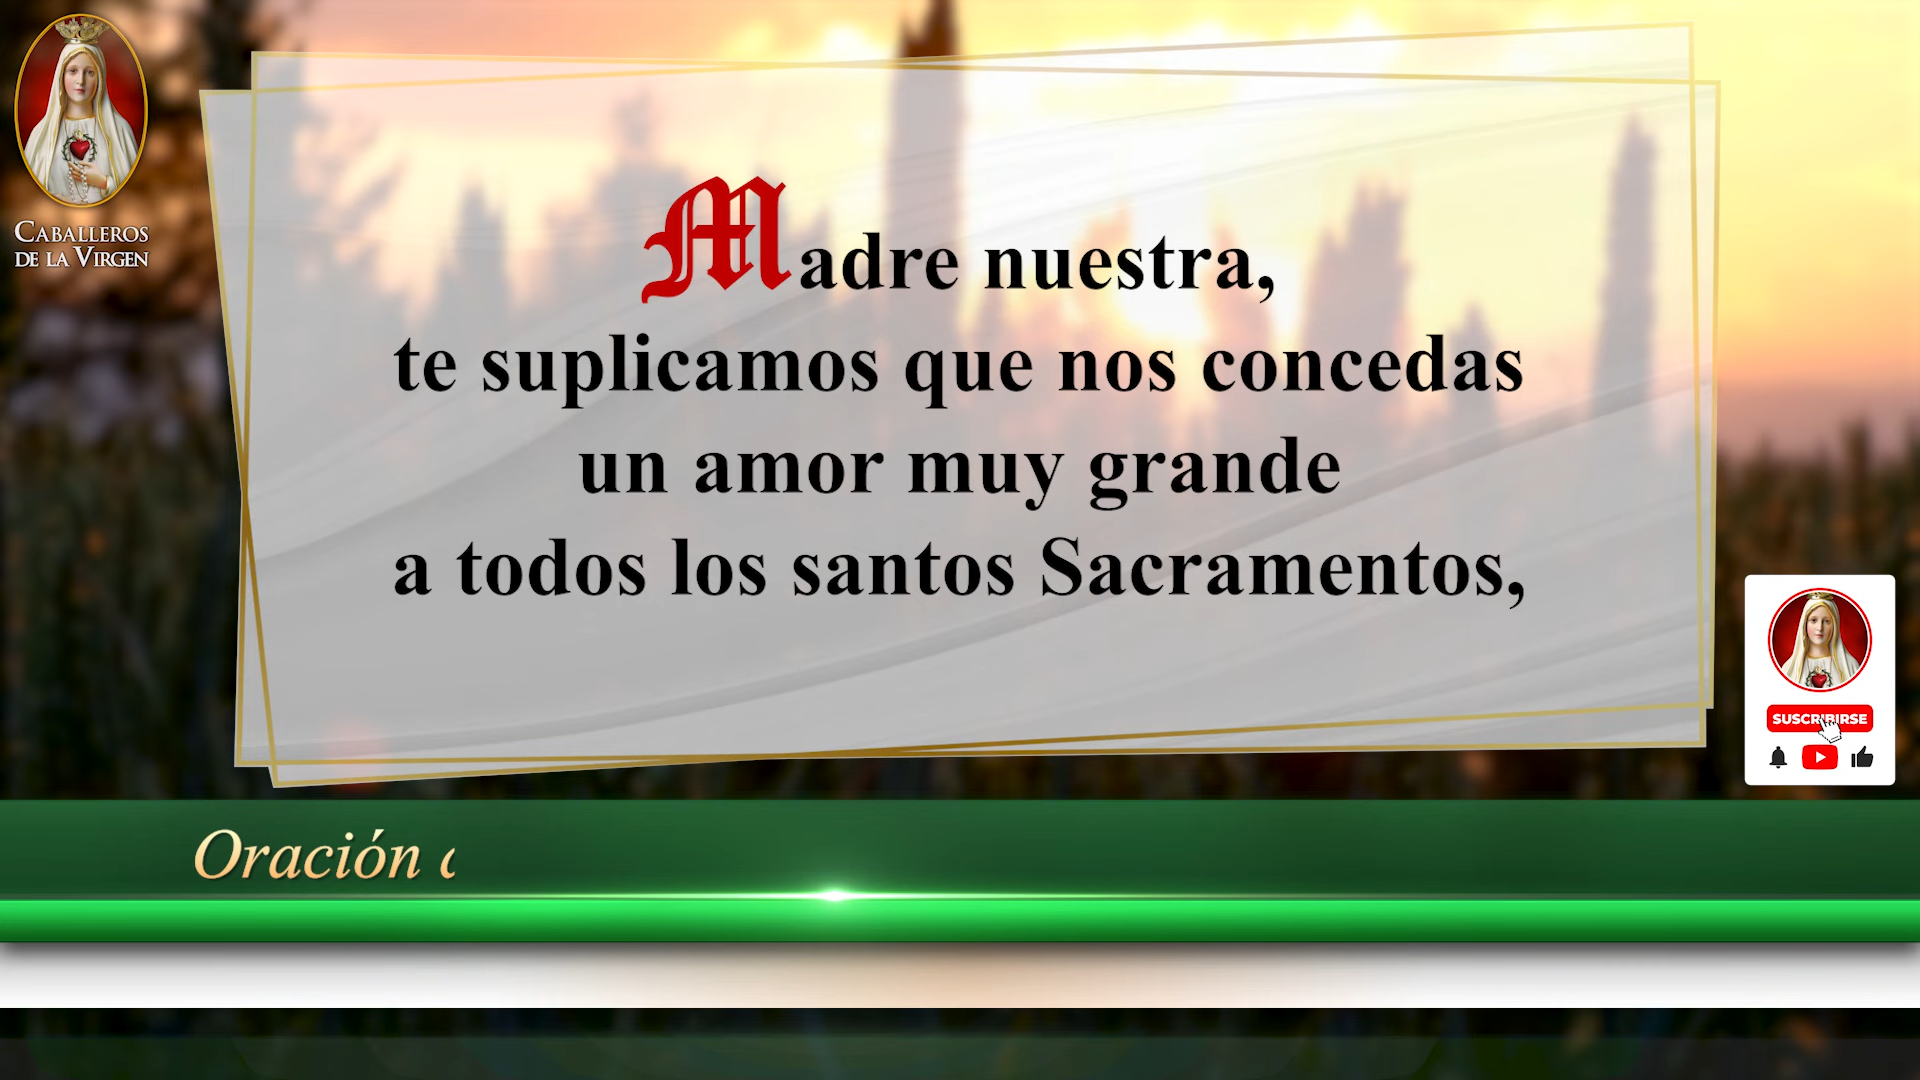 CABALLEROS
DE LA VIRGEN
Madre nuestra,
te suplicamos que nos concedas
un amor muy grande
a todos los santos Sacramentos,
SUSCRIBIRSE
Oración